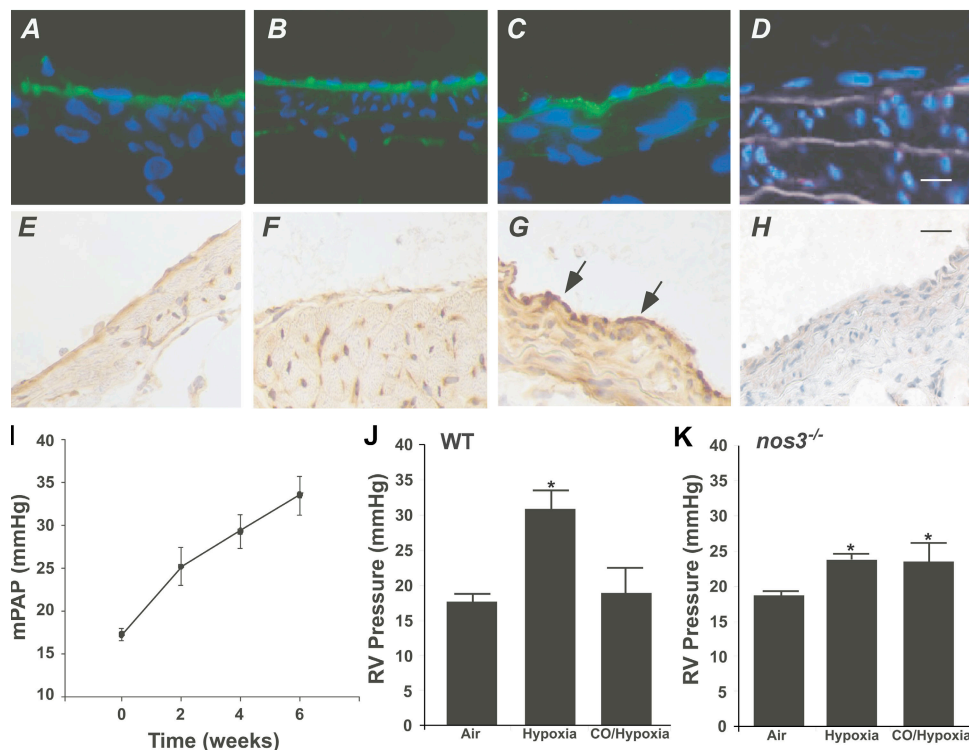 A
B
C
D
E
F
G
H
I
mPAP (mmHg)
40
35
30
25
20
15
10
0
2
4
6
Time (weeks)
J
WT
RV Pressure (mmHg)
40
35
30
25
20
15
10
5
0
*
Air
Hypoxia
CO/Hypoxia
K
nos3-/-
RV Pressure (mmHg)
40
35
30
25
20
15
10
5
0
*
*
Air
Hypoxia
CO/Hypoxia